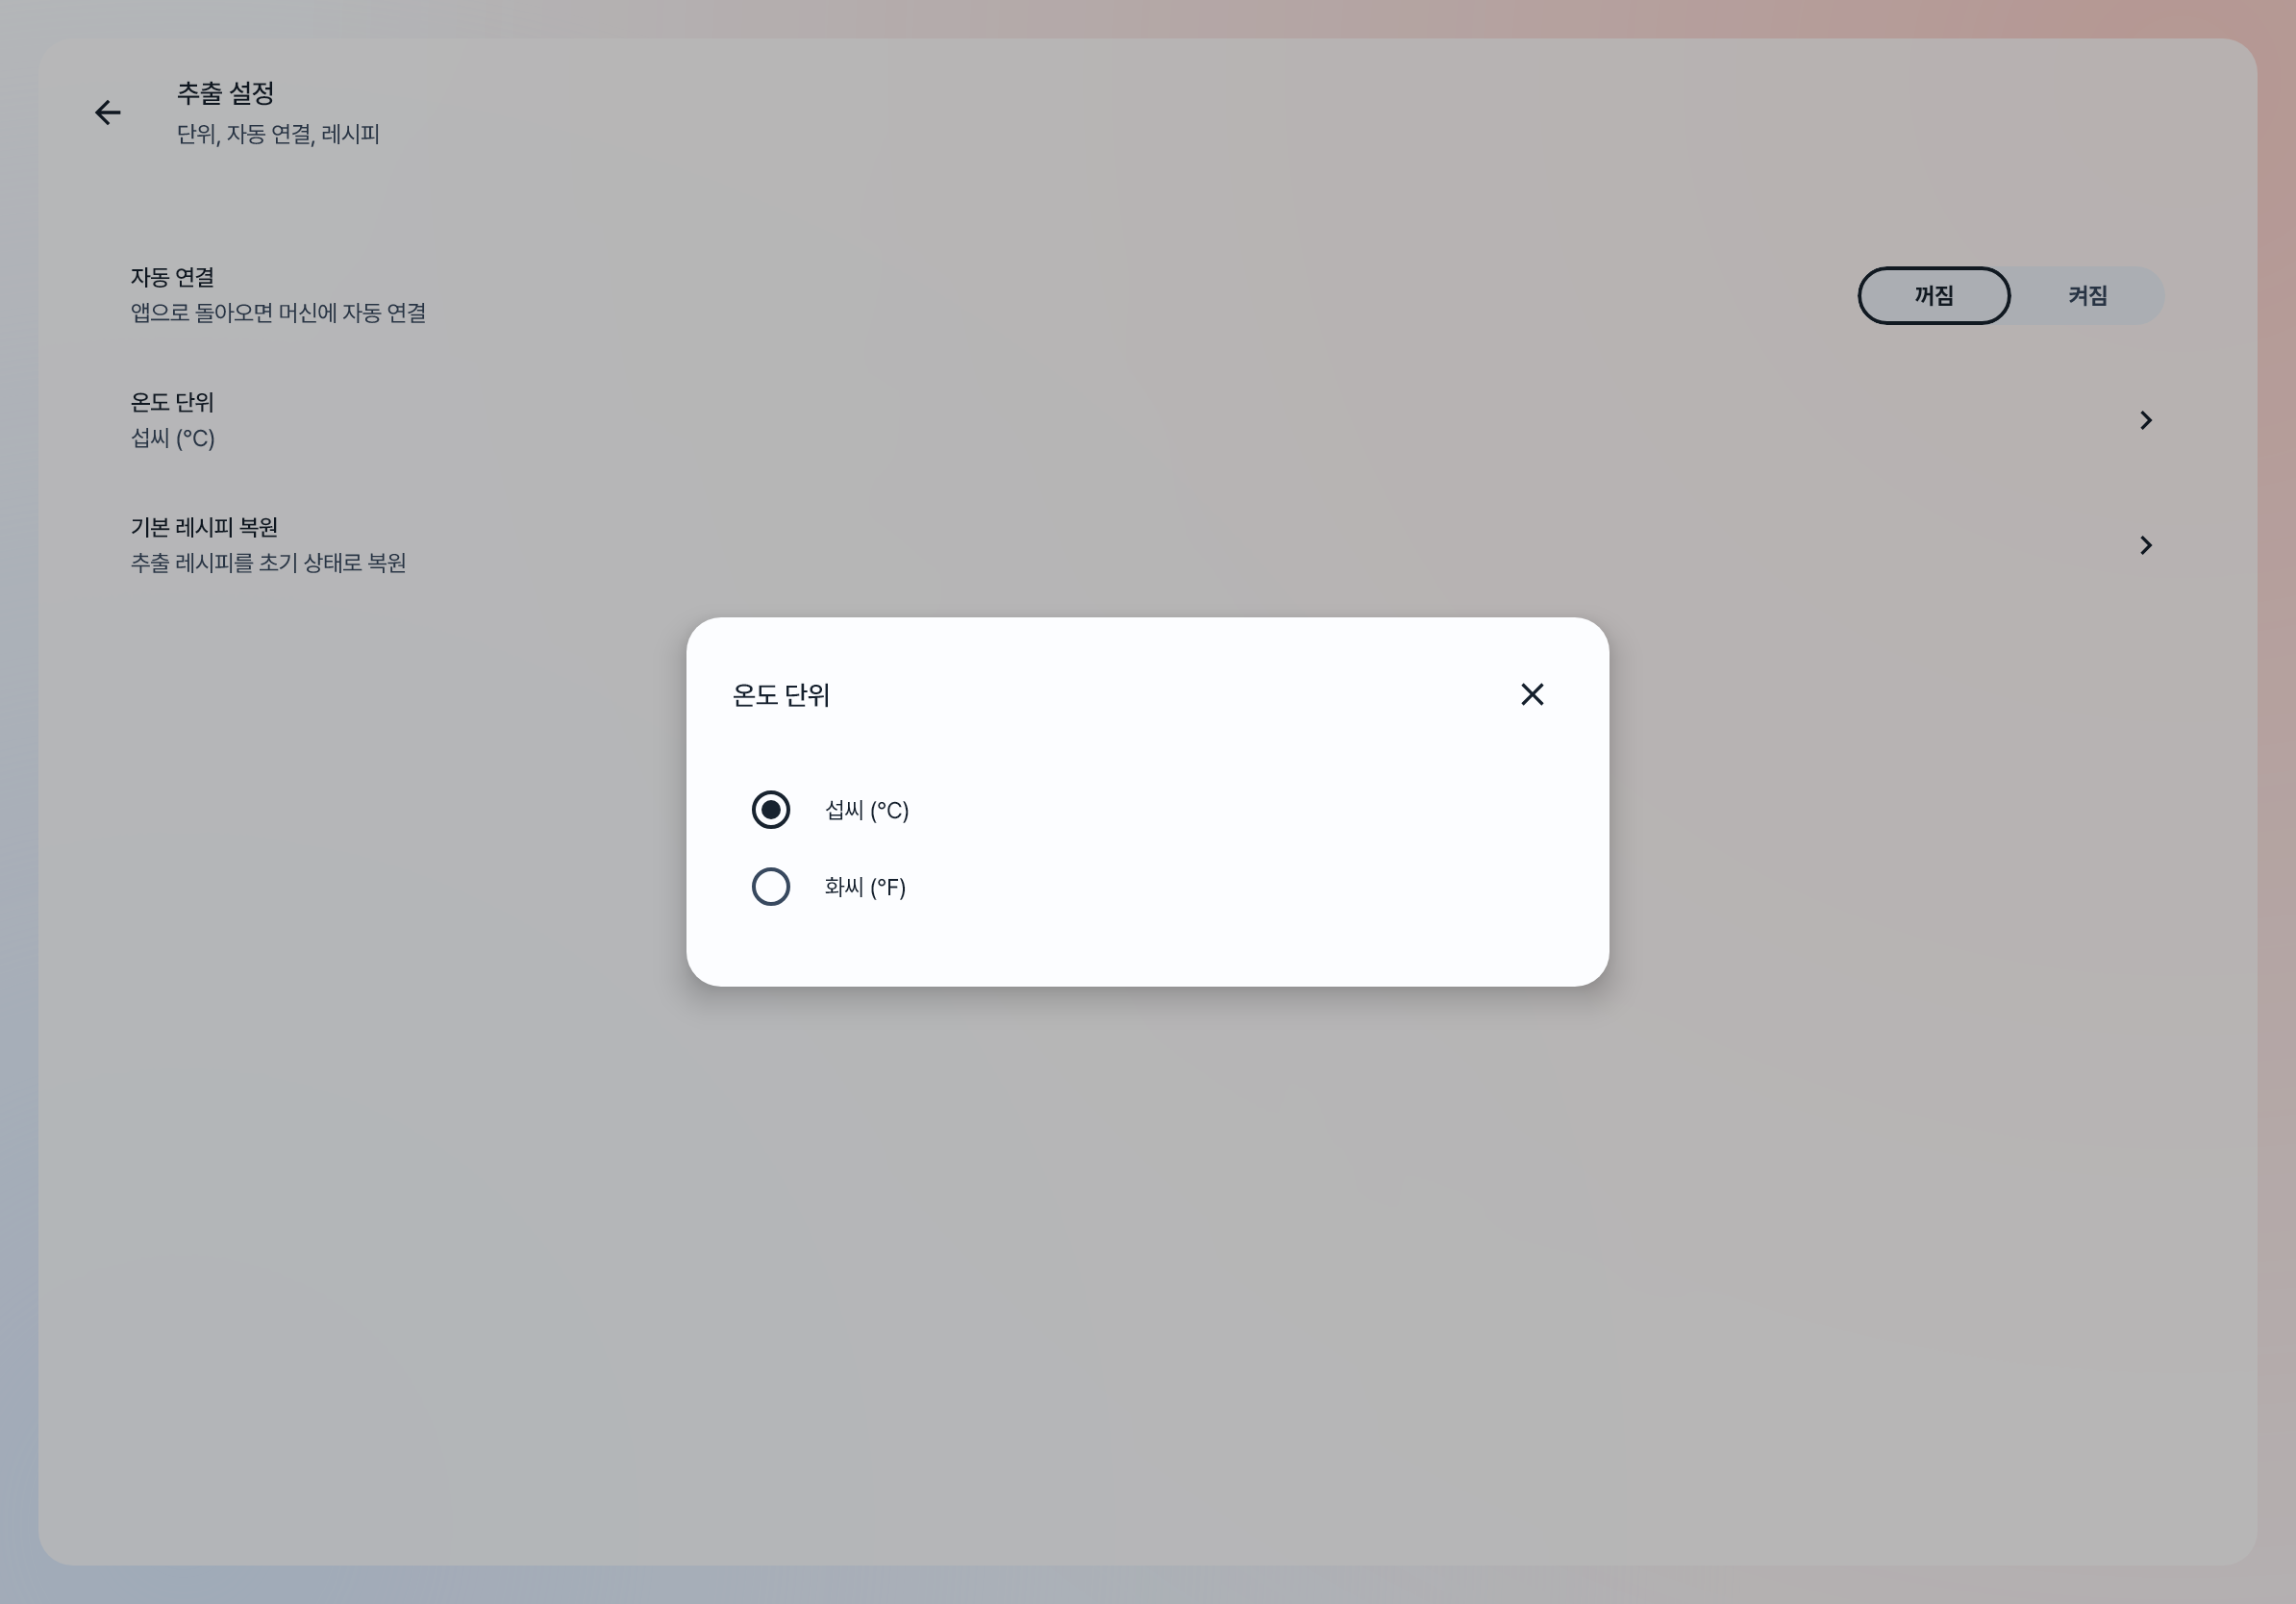 추출 설정
단위, 자동 연결, 레시피
자동 연결
앱으로 돌아오면 머신에 자동 연결
꺼짐
켜짐
온도 단위
섭씨 (°C)
기본 레시피 복원
추출 레시피를 초기 상태로 복원
온도 단위
섭씨 (°C)
화씨 (°F)